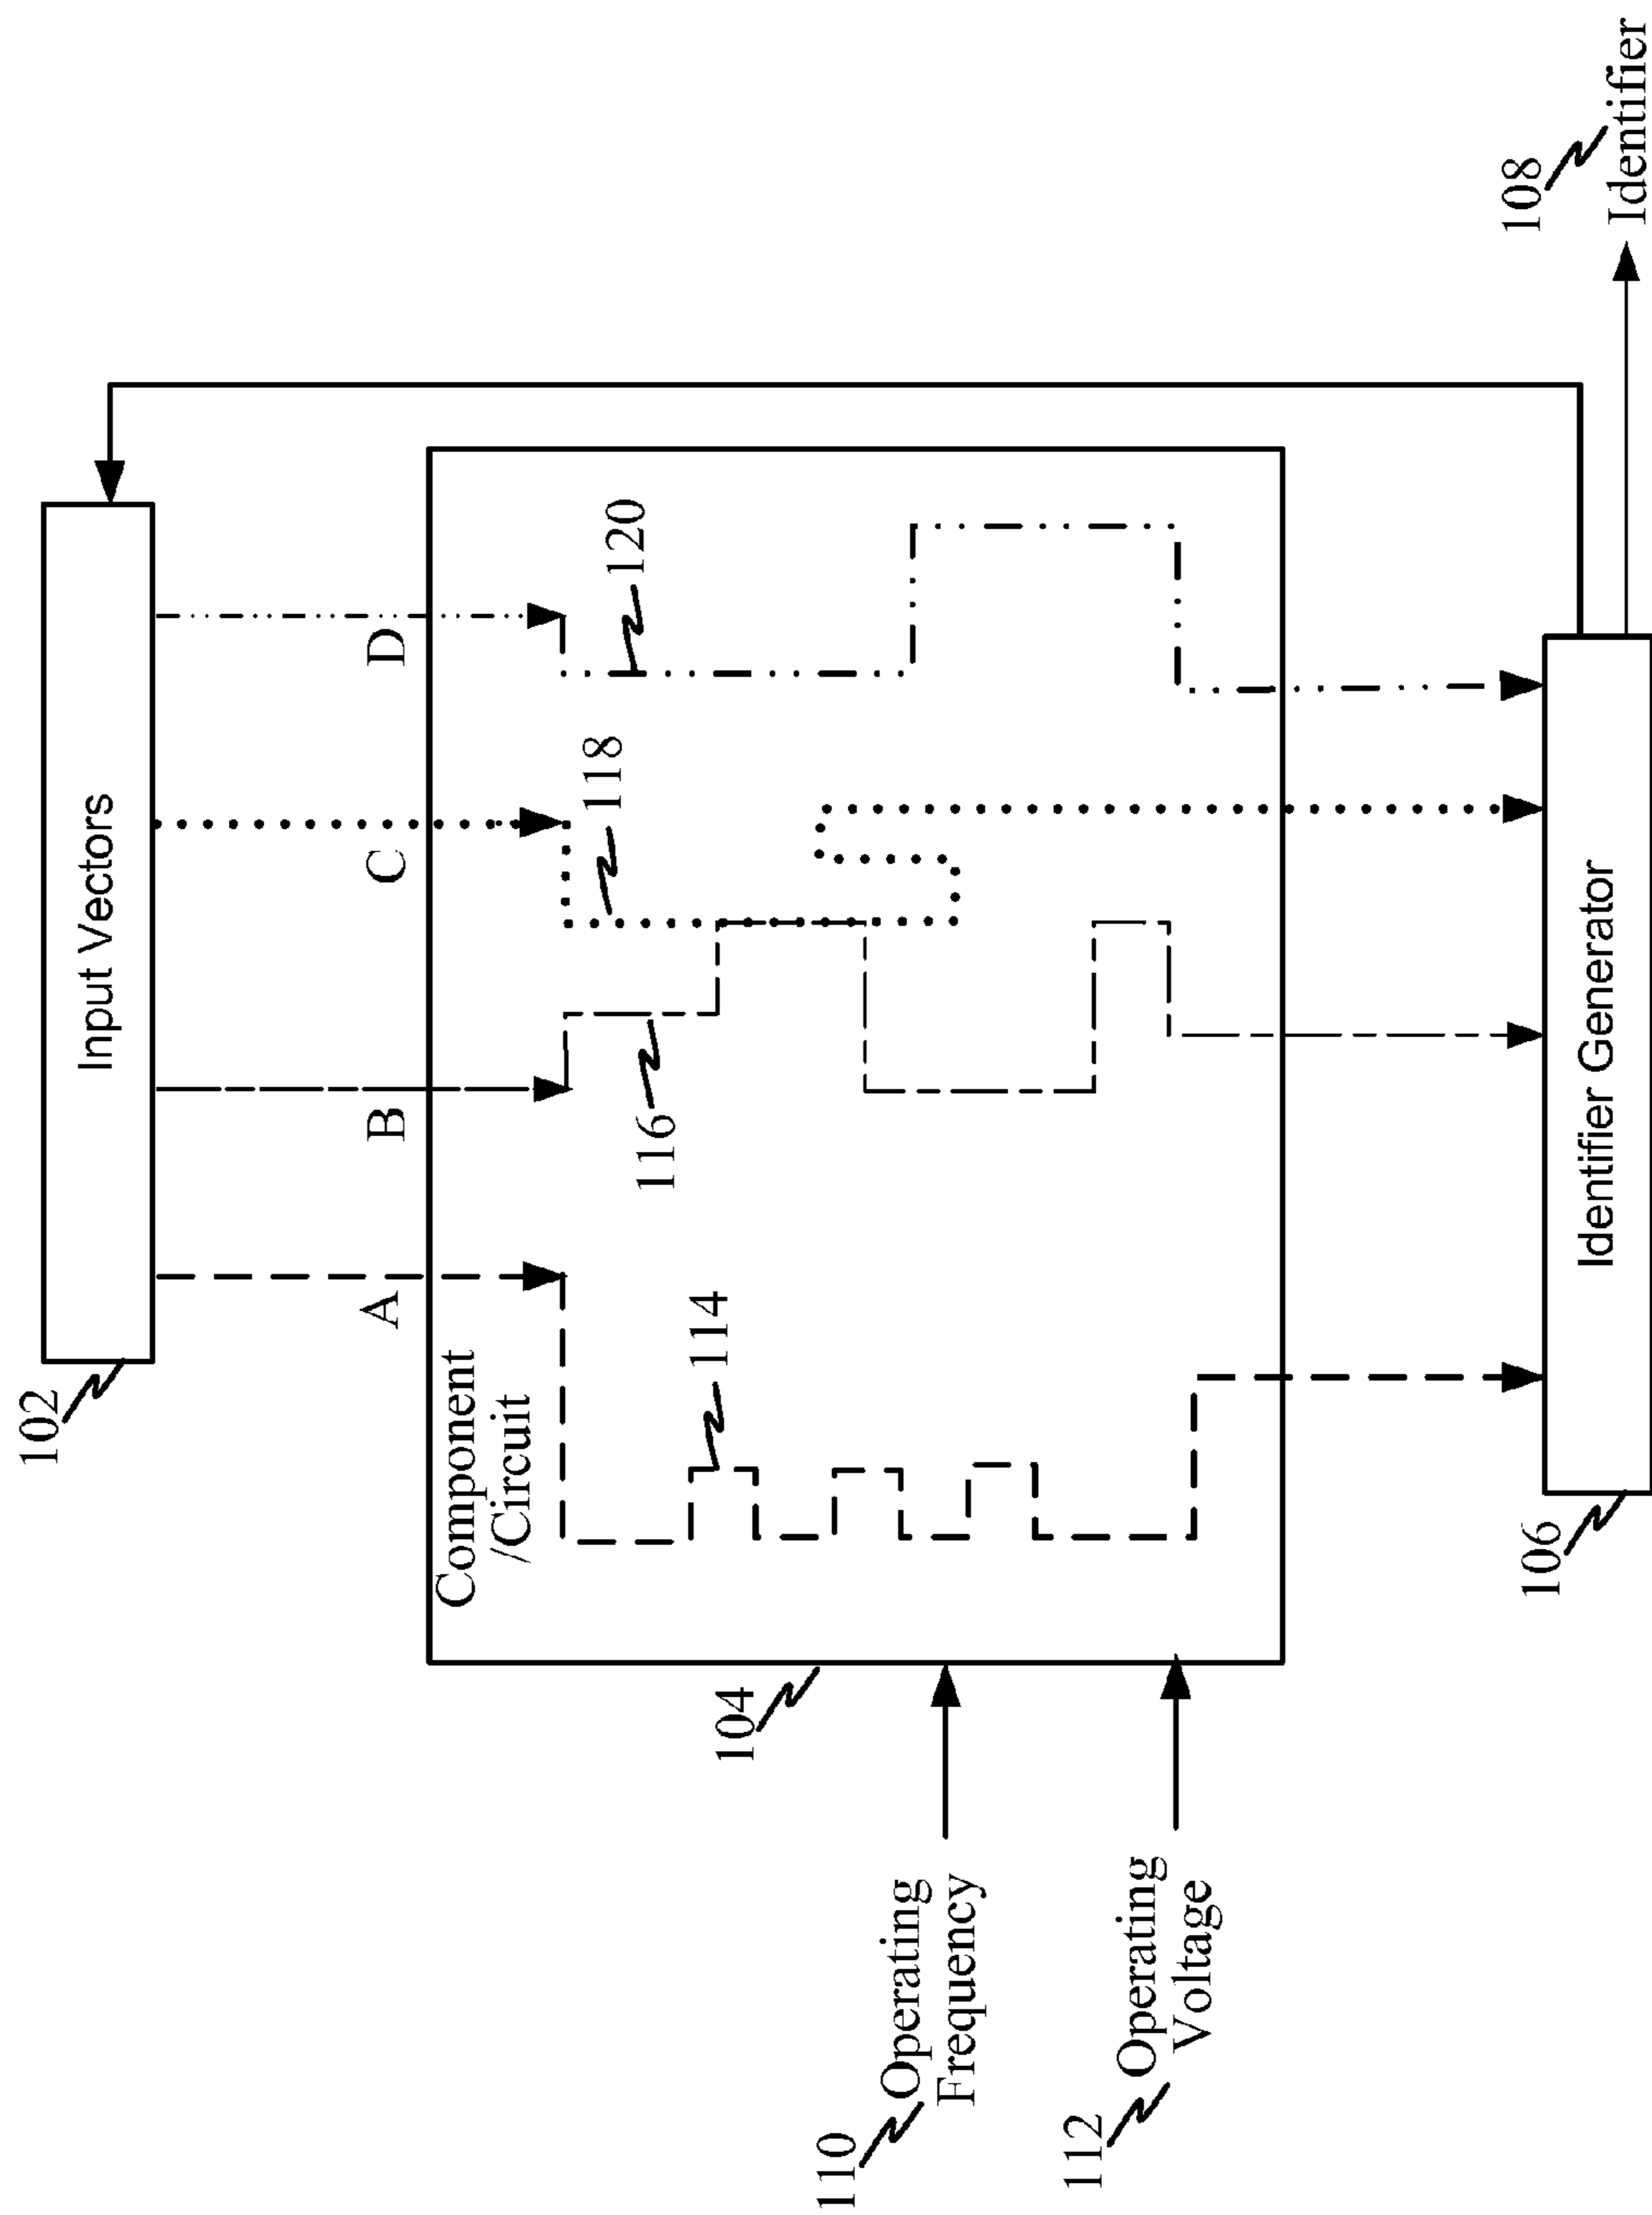 102
Input Vectors
A
B
C
D
Component
/Circuit
114
116
118
120
104
110
Operating
Frequency
112
Operating
Voltage
106
Identifier Generator
108
Identifier